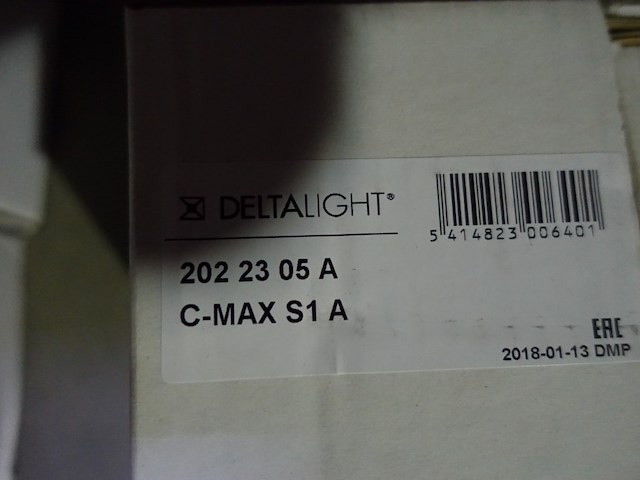 DELTALIGHT®
5 414823 006401
202 23 05 A
C-MAX S1 A
EAC
2018-01-13 DMP